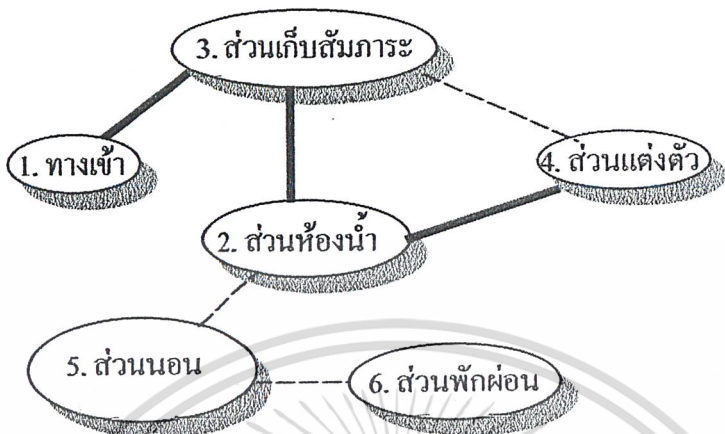 3. ส่วนเก็บสัมภาระ
1. ทางเข้า
4. ส่วนแต่งตัว
2. ส่วนห้องน้ำ
5. ส่วนนอน
6. ส่วนพักผ่อน